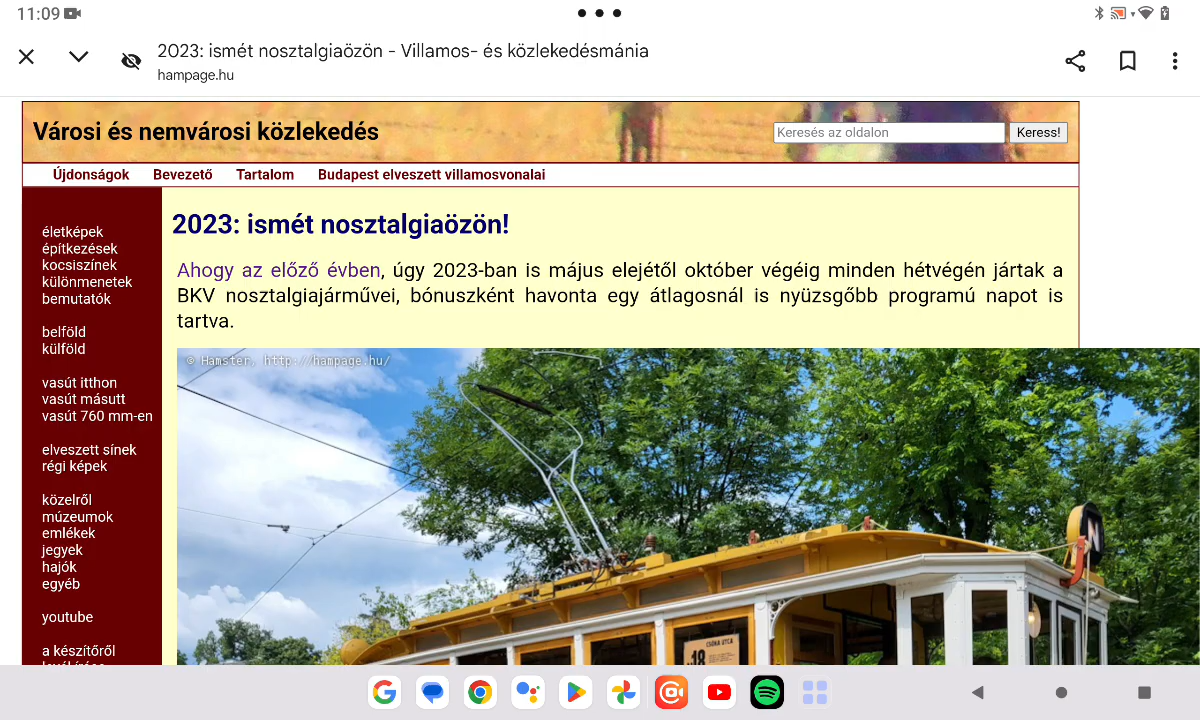 11:09
2023: ismét nosztalgiaözön - Villamos- és közlekedésmánia
hampage.hu
Városi és nemvárosi közlekedés
Keresés az oldalon
Keress!
Újdonságok Bevezető Tartalom Budapest elveszett villamosvonalai
életképek
építkezések
kocsiszínek
különmenetek
bemutatók
belföld
külföld
vasút itthon
vasút másutt
vasút 760 mm-en
elveszett sínek
régi képek
közelről
múzeumok
emlékek
jegyek
hajók
egyéb
youtube
a készítőről
2023: ismét nosztalgiaözön!
Ahogy az előző évben, úgy 2023-ban is május elejétől október végéig minden hétvégén jártak a
BKV nosztalgiajárművei, bónuszként havonta egy átlagosnál is nyüzsgőbb programú napot is
tartva.
© Hamster, http://hampage.hu/
N
CSÓKA UTCA
18